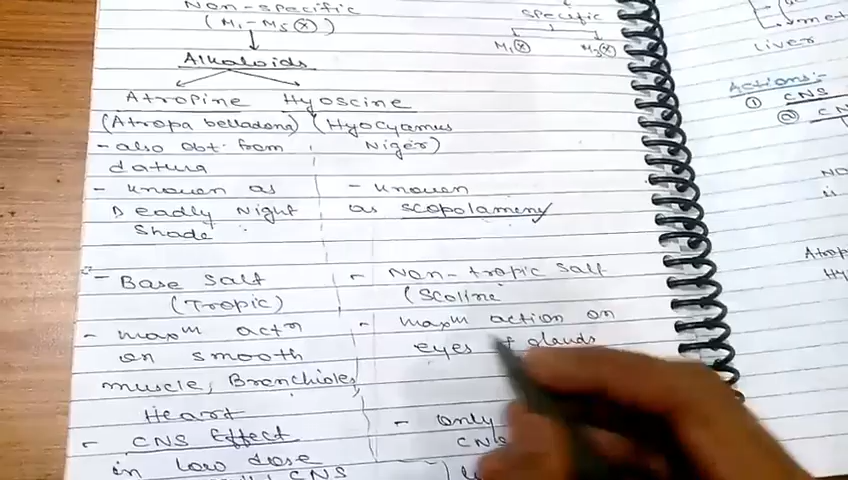 Non-specific
(M1-M5 ⓧ)
specific
M1 ⓧ M3 ⓧ
Alkaloids
Atropine Hyoscine
(Atropa belladona) (Hyocyamus
Niger)
- also obt. from
datura
- known as
Deadly Night
Shade
- known
as scopolameny
- Base Salt
(Tropic)
- Non-tropic salt
(Scoline
- maxm actn
on smooth
muscle, Bronchioles,
Heart
- maxm action on
eyes & glands
- CNS Effect
in low dose
CNS
- only
CNS
Liver
Actions:-
① CNS